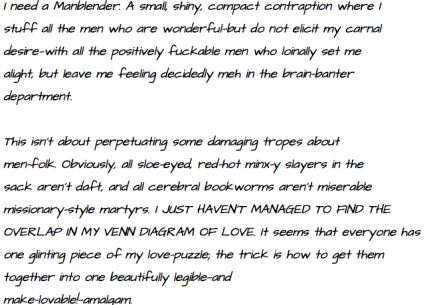 I need a Manblender. A small, shiny, compact contraption where I
stuff all the men who are wonderful-but do not elicit my carnal
desire-with all the positively fuckable men who loinally set me
alight, but leave me feeling decidedly meh in the brain-banter
department.
This isn't about perpetuating some damaging tropes about
men-folk. Obviously, all sloe-eyed, red-hot minx-y slayers in the
sack aren't daft, and all cerebral bookworms aren't miserable
missionary-style martyrs. I JUST HAVEN'T MANAGED TO FIND THE
OVERLAP IN MY VENN DIAGRAM OF LOVE. It seems that everyone has
one glinting piece of my love-puzzle; the trick is how to get them
together into one beautifully legible-and
make-lovable!-amalgam.